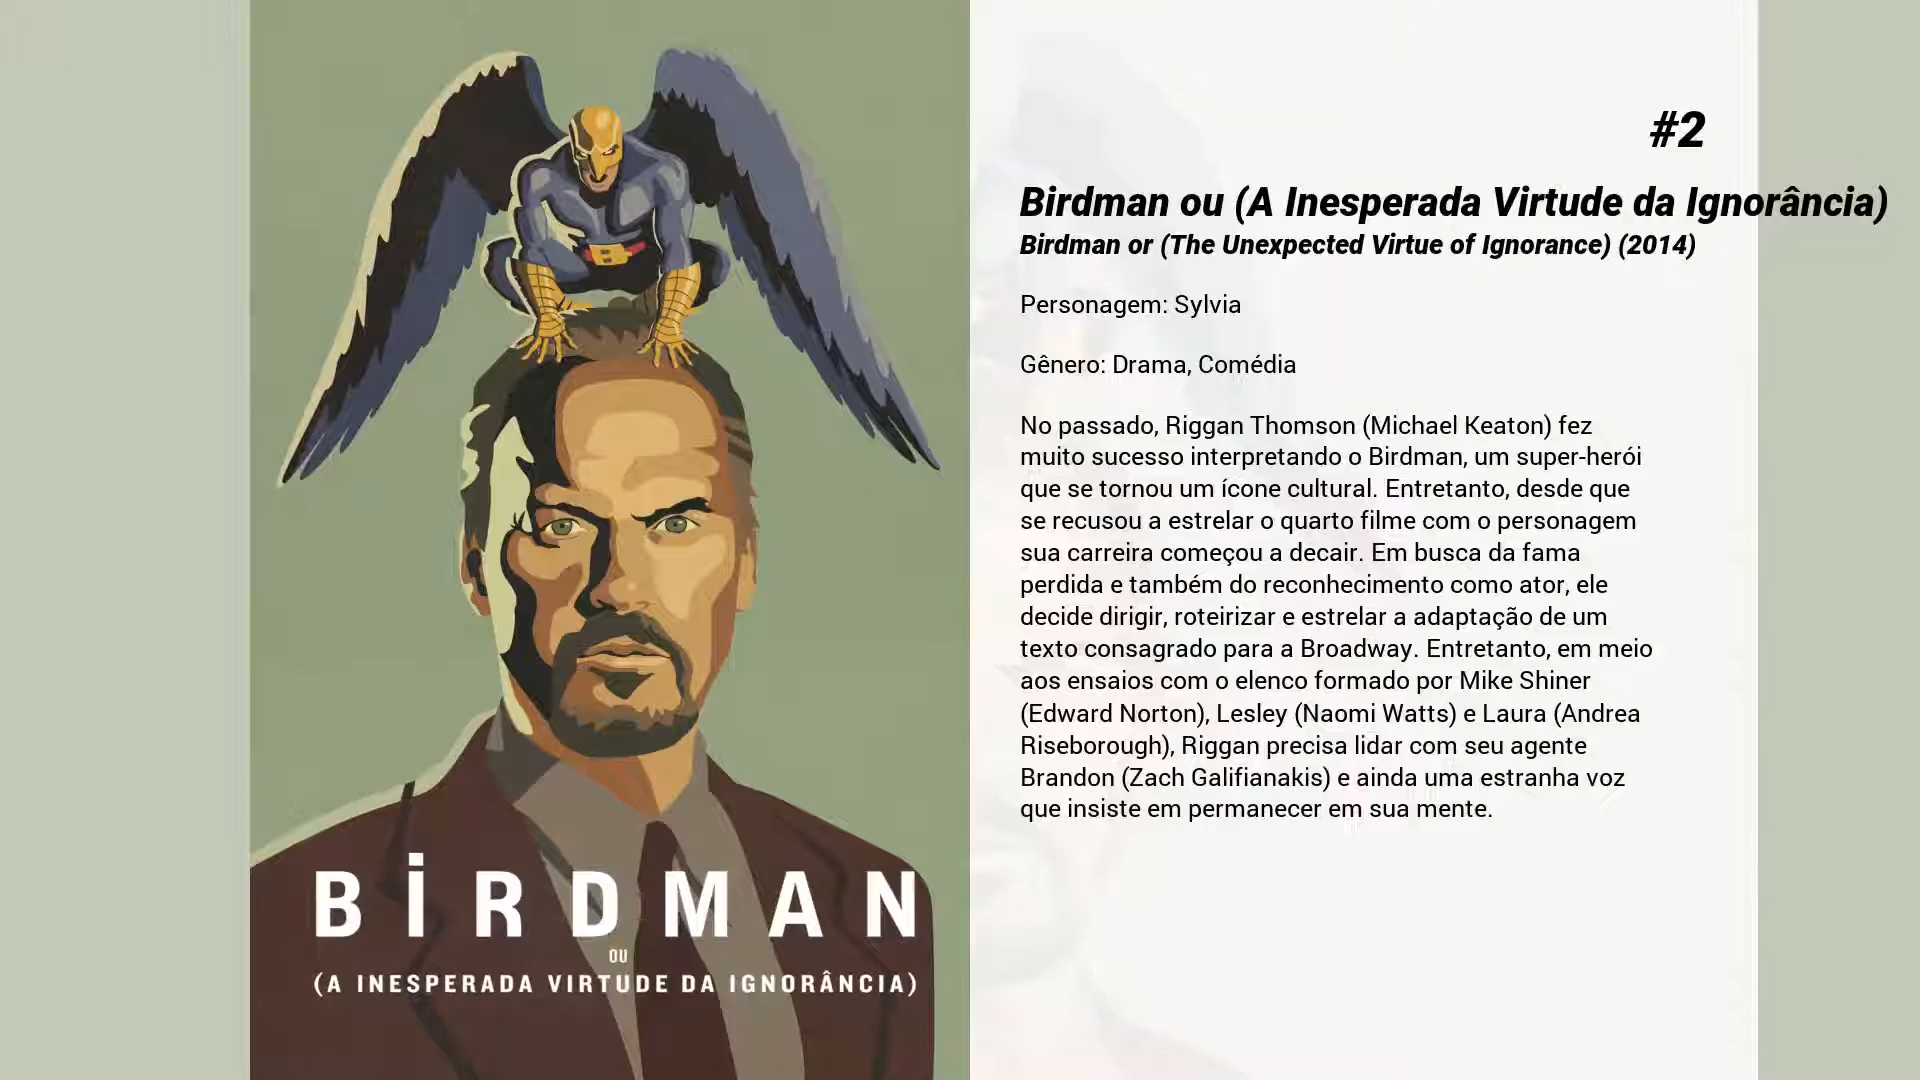 BİRDMAN
OU
(A INESPERADA VIRTUDE DA IGNORÂNCIA)
#2
Birdman ou (A Inesperada Virtude da Ignorância)
Birdman or (The Unexpected Virtue of Ignorance) (2014)
Personagem: Sylvia
Gênero: Drama, Comédia
No passado, Riggan Thomson (Michael Keaton) fez
muito sucesso interpretando o Birdman, um super-herói
que se tornou um ícone cultural. Entretanto, desde que
se recusou a estrelar o quarto filme com o personagem
sua carreira começou a decair. Em busca da fama
perdida e também do reconhecimento como ator, ele
decide dirigir, roteirizar e estrelar a adaptação de um
texto consagrado para a Broadway. Entretanto, em meio
aos ensaios com o elenco formado por Mike Shiner
(Edward Norton), Lesley (Naomi Watts) e Laura (Andrea
Riseborough), Riggan precisa lidar com seu agente
Brandon (Zach Galifianakis) e ainda uma estranha voz
que insiste em permanecer em sua mente.